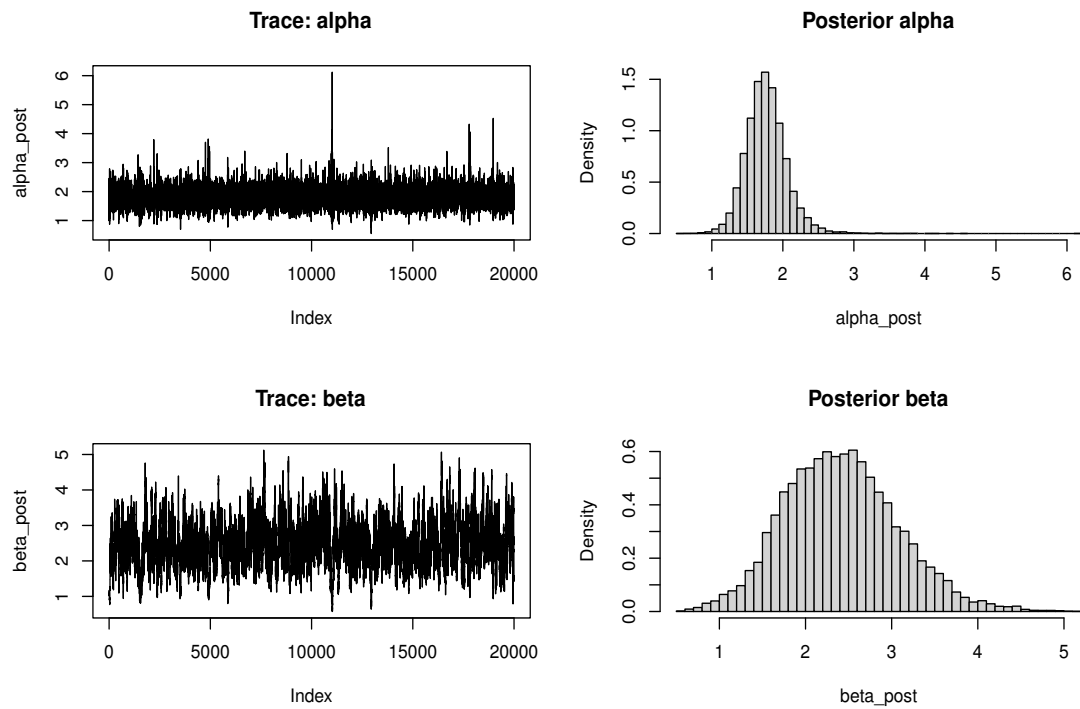 Trace: alpha
alpha_post
6
5
4
3
2
1
0 5000 10000 15000 20000
Index
Posterior alpha
Density
1.5
1.0
0.5
0.0
1 2 3 4 5 6
alpha_post
Trace: beta
beta_post
5
4
3
2
1
0 5000 10000 15000 20000
Index
Posterior beta
Density
0.6
0.4
0.2
0.0
1 2 3 4 5
beta_post